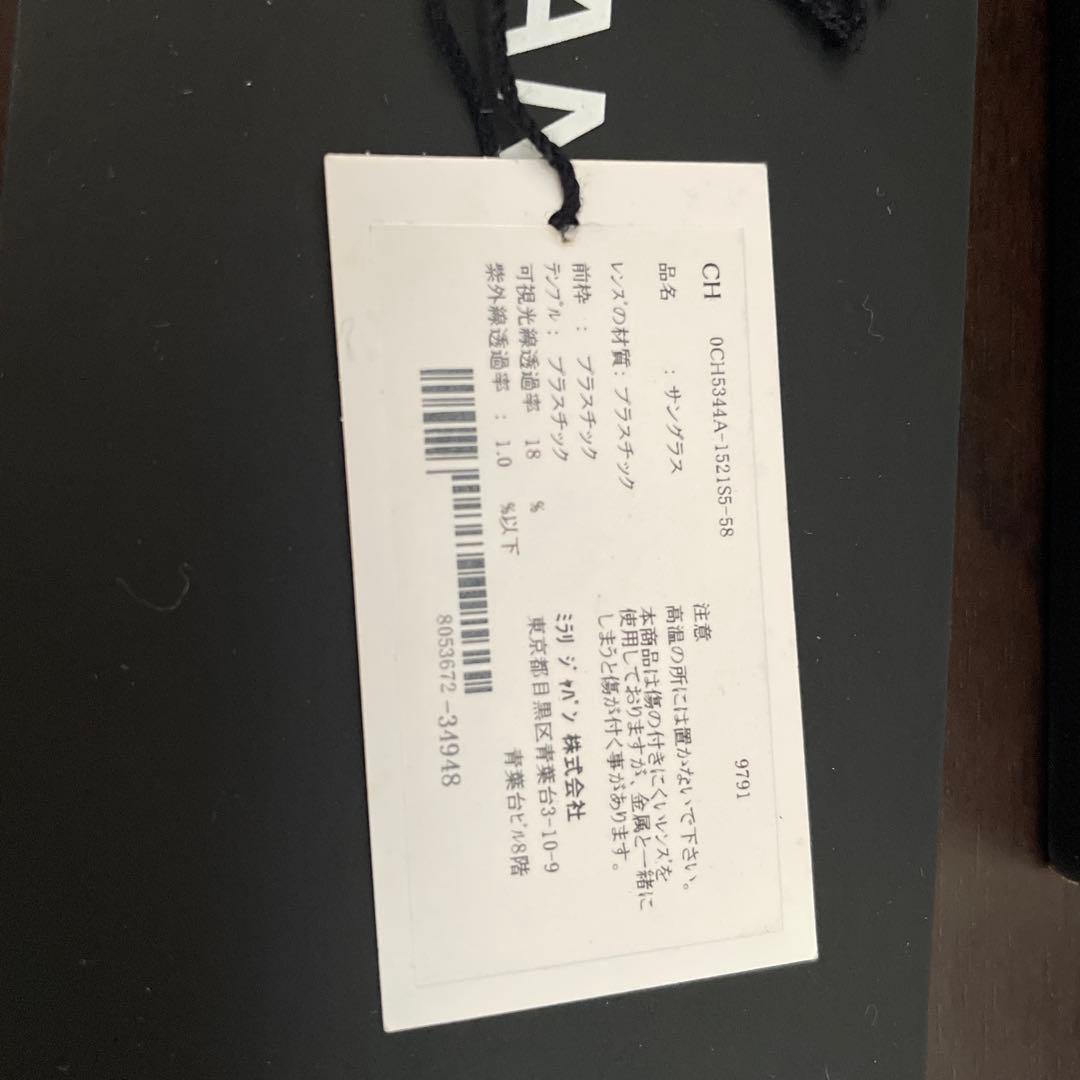 CH 0CH5344A-1521S5-58 9791
品名 : サングラス
レンズの材質: プラスチック
前枠 : プラスチック
テンプル: プラスチック
可視光線透過率 18 %
紫外線透過率 : 1.0 %以下
注意
高温の所には置かないで下さい。
本商品は傷の付きにくいレンズを
使用しておりますが、金属と一緒に
しまうと傷が付く事があります。
ミラリ ジャパン 株式会社
東京都目黒区青葉台3-10-9
青葉台ビル8階
8053672-34948